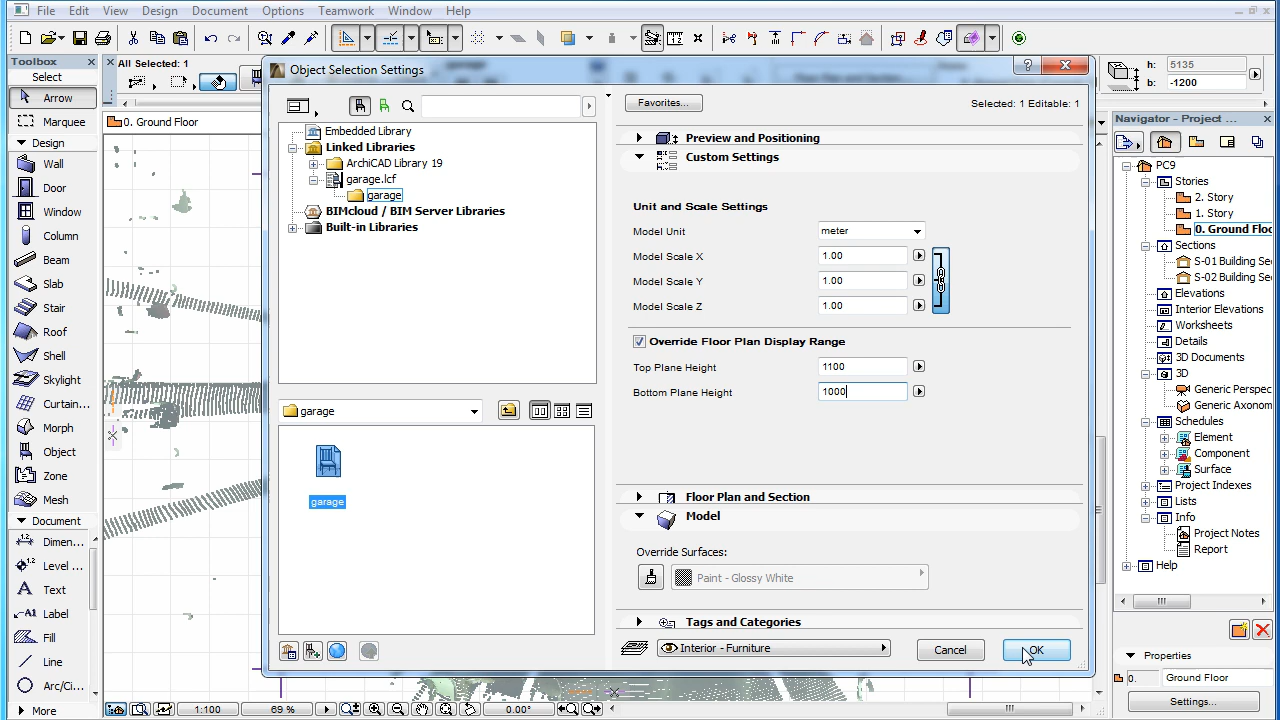 File Edit View Design Document Options Teamwork Window Help
Toolbox
Select
Arrow
Marquee
Design
Wall
Door
Window
Column
Beam
Slab
Stair
Roof
Shell
Skylight
Curtain...
Morph
Object
Zone
Mesh
Document
Dimen...
Level ...
Text
Label
Fill
Line
Arc/Ci...
More
All Selected: 1
0. Ground Floor
Object Selection Settings
Embedded Library
Linked Libraries
ArchiCAD Library 19
garage.lcf
garage
BIMcloud / BIM Server Libraries
Built-in Libraries
garage
garage
Favorites...
Selected: 1 Editable: 1
Preview and Positioning
Custom Settings
Unit and Scale Settings
Model Unit meter
Model Scale X 1.00
Model Scale Y 1.00
Model Scale Z 1.00
Override Floor Plan Display Range
Top Plane Height 1100
Bottom Plane Height 1000
Floor Plan and Section
Model
Override Surfaces:
Paint - Glossy White
Tags and Categories
Interior - Furniture
Cancel
OK
h: 5135
b: -1200
Navigator - Project ...
PC9
Stories
2. Story
1. Story
0. Ground Floo
Sections
S-01 Building Se
S-02 Building Se
Elevations
Interior Elevations
Worksheets
Details
3D Documents
3D
Generic Perspec
Generic Axonom
Schedules
Element
Component
Surface
Project Indexes
Lists
Info
Project Notes
Report
Help
Properties
0. Ground Floor
Settings...
1:100
69 %
0.00°